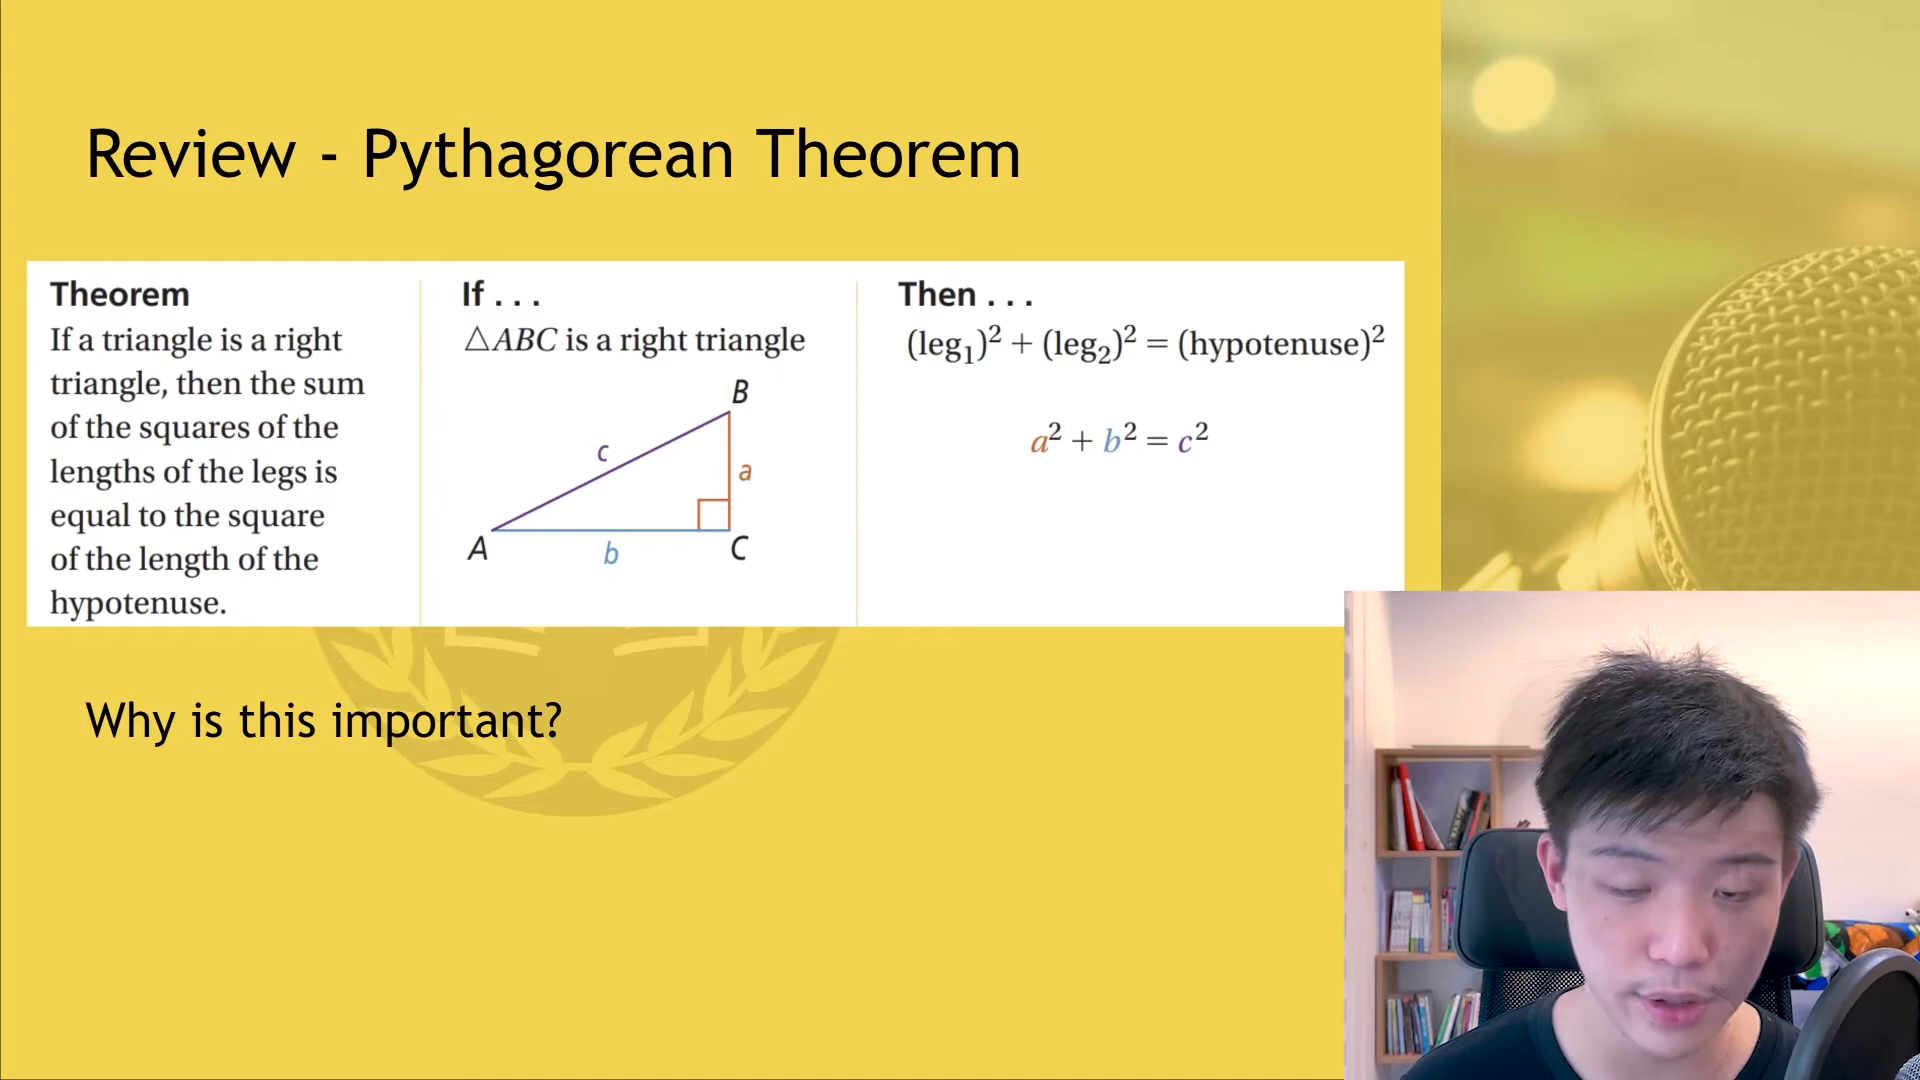 Review - Pythagorean Theorem
Theorem
If a triangle is a right
triangle, then the sum
of the squares of the
lengths of the legs is
equal to the square
of the length of the
hypotenuse.
If . . .
△ABC is a right triangle
B
c
a
A
b
C
Then . . .
(leg₁)² + (leg₂)² = (hypotenuse)²
a² + b² = c²
Why is this important?